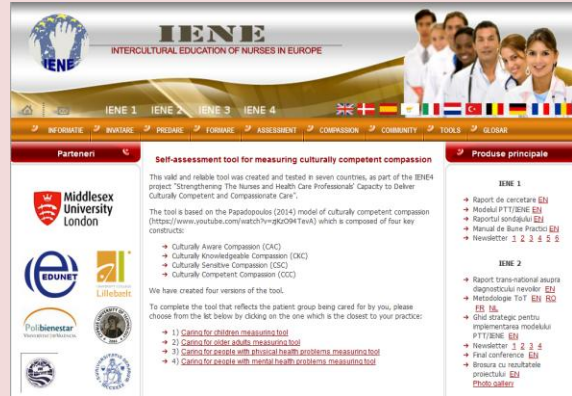 IENE
INTERCULTURAL EDUCATION OF NURSES IN EUROPE
IENE
IENE 1 IENE 2 IENE 3 IENE 4
INFORMATIE INVATARE PREDARE FORMARE ASSESSMENT COMPASSION COMMUNITY TOOLS GLOSAR
Parteneri
Middlesex
University
London
EDUNET
Lillebælt
Polibienestar
Self-assessment tool for measuring culturally competent compassion
This valid and reliable tool was created and tested in seven countries, as part of the IENE4
project "Strengthening The Nurses and Health Care Professionals' Capacity to Deliver
Culturally Competent and Compassionate Care".
The tool is based on the Papadopoulos (2014) model of culturally competent compassion
(https://www.youtube.com/watch?v=zKzO94TevA) which is composed of four key
constructs:
Culturally Aware Compassion (CAC)
Culturally Knowledgeable Compassion (CKC)
Culturally Sensitive Compassion (CSC)
Culturally Competent Compassion (CCC)
We have created four versions of the tool.
To complete the tool that reflects the patient group being cared for by you, please
choose from the list below by clicking on the one which is the closest to your practice:
1) Caring for children measuring tool
2) Caring for older adults measuring tool
3) Caring for people with physical health problems measuring tool
4) Caring for people with mental health problems measuring tool
Produse principale
IENE 1
Raport de cercetare EN
Modelul PTT/IENE EN
Raportul sondajului EN
Manual de Bune Practici EN
Newsletter 1 2 3 4 5 6
IENE 2
Raport trans-national asupra
diagnosticului nevoilor EN
Metodologie ToT EN RO
FR NL
Ghid strategic pentru
implementarea modelului
PTT/IENE EN
Newsletter 1 2 3 4
Final conference EN
Brosura cu rezultatele
proiectului EN
Photo gallery